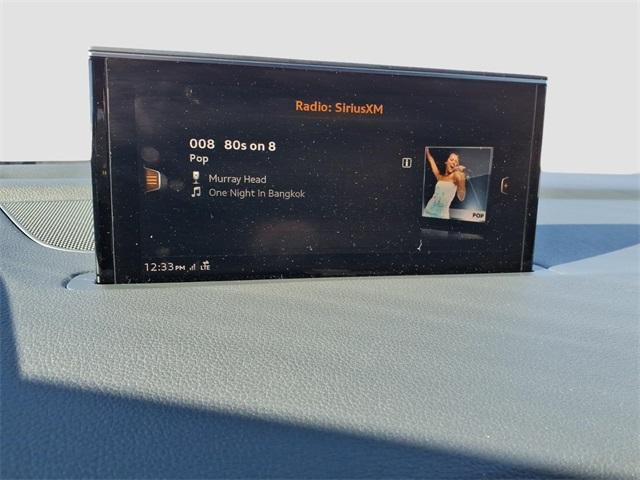 Radio: SiriusXM
008 80s on 8
Pop
Murray Head
One Night In Bangkok
POP
12:33 PM LTE